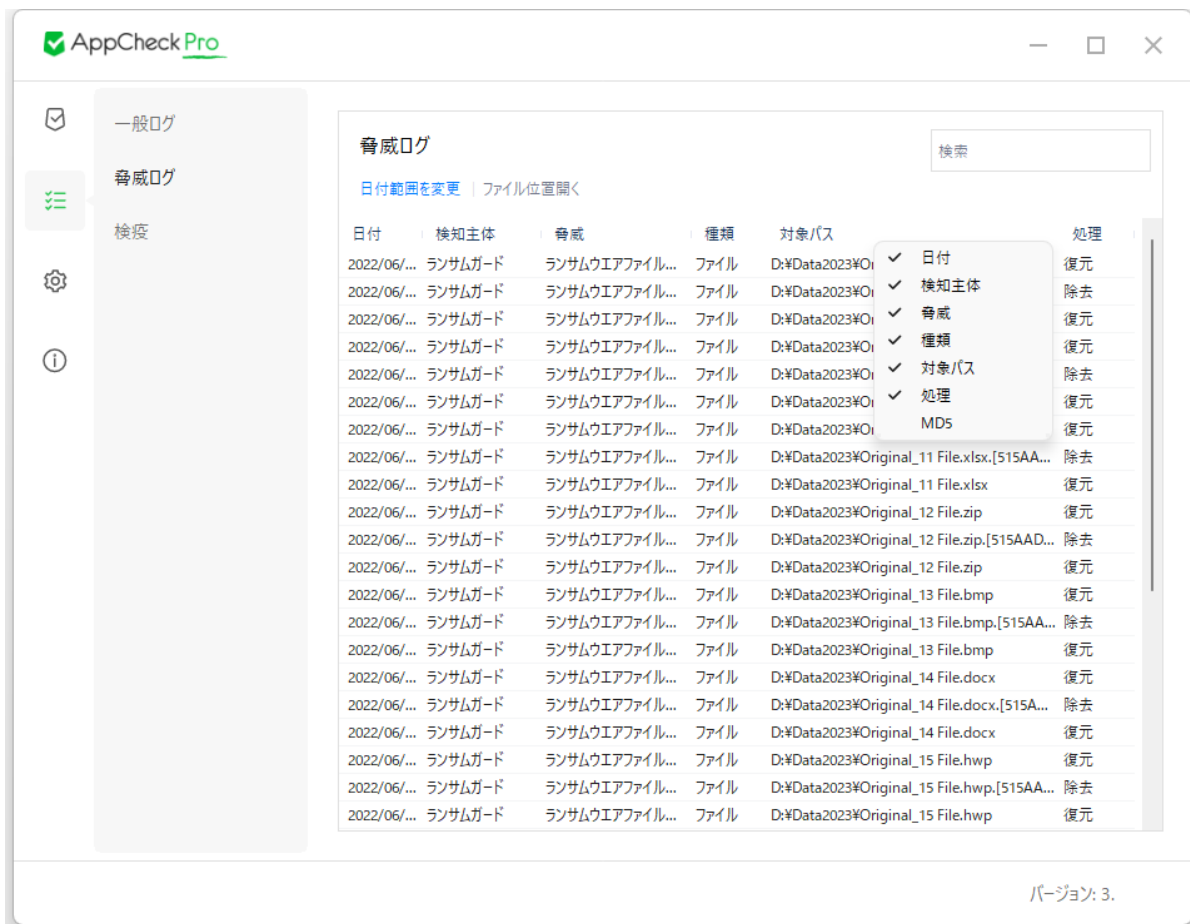 AppCheck Pro
一般ログ
脅威ログ
検疫
脅威ログ
検索
日付範囲を変更 ファイル位置開く
日付 検知主体 脅威 種類 対象パス 処理
2022/06/... ランサムガード ランサムウエアファイル... ファイル D:¥Data2023¥Or 復元
2022/06/... ランサムガード ランサムウエアファイル... ファイル D:¥Data2023¥Or 除去
2022/06/... ランサムガード ランサムウエアファイル... ファイル D:¥Data2023¥Or 復元
2022/06/... ランサムガード ランサムウエアファイル... ファイル D:¥Data2023¥Or 復元
2022/06/... ランサムガード ランサムウエアファイル... ファイル D:¥Data2023¥Or 除去
2022/06/... ランサムガード ランサムウエアファイル... ファイル D:¥Data2023¥Or 復元
2022/06/... ランサムガード ランサムウエアファイル... ファイル D:¥Data2023¥Or 復元
日付
検知主体
脅威
種類
対象パス
処理
MD5
2022/06/... ランサムガード ランサムウエアファイル... ファイル D:¥Data2023¥Original_11 File.xlsx.[515AA... 除去
2022/06/... ランサムガード ランサムウエアファイル... ファイル D:¥Data2023¥Original_11 File.xlsx 復元
2022/06/... ランサムガード ランサムウエアファイル... ファイル D:¥Data2023¥Original_12 File.zip 復元
2022/06/... ランサムガード ランサムウエアファイル... ファイル D:¥Data2023¥Original_12 File.zip.[515AAD... 除去
2022/06/... ランサムガード ランサムウエアファイル... ファイル D:¥Data2023¥Original_12 File.zip 復元
2022/06/... ランサムガード ランサムウエアファイル... ファイル D:¥Data2023¥Original_13 File.bmp 復元
2022/06/... ランサムガード ランサムウエアファイル... ファイル D:¥Data2023¥Original_13 File.bmp.[515AA... 除去
2022/06/... ランサムガード ランサムウエアファイル... ファイル D:¥Data2023¥Original_13 File.bmp 復元
2022/06/... ランサムガード ランサムウエアファイル... ファイル D:¥Data2023¥Original_14 File.docx 復元
2022/06/... ランサムガード ランサムウエアファイル... ファイル D:¥Data2023¥Original_14 File.docx.[515A... 除去
2022/06/... ランサムガード ランサムウエアファイル... ファイル D:¥Data2023¥Original_14 File.docx 復元
2022/06/... ランサムガード ランサムウエアファイル... ファイル D:¥Data2023¥Original_15 File.hwp 復元
2022/06/... ランサムガード ランサムウエアファイル... ファイル D:¥Data2023¥Original_15 File.hwp.[515AA... 除去
2022/06/... ランサムガード ランサムウエアファイル... ファイル D:¥Data2023¥Original_15 File.hwp 復元
バージョン: 3.